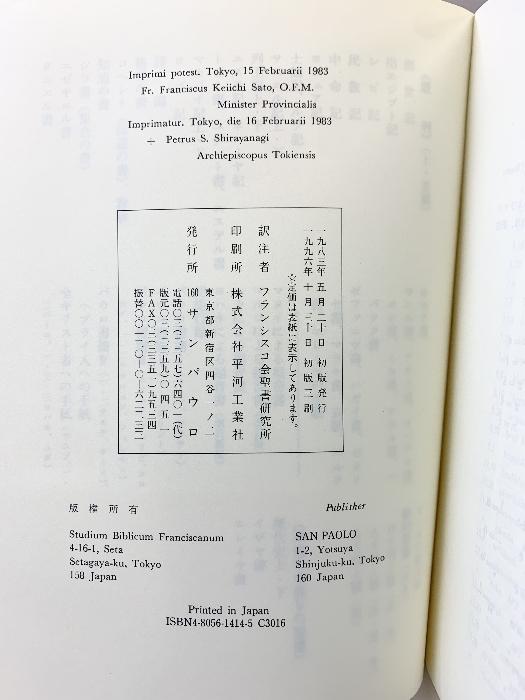 Imprimi potest. Tokyo, 15 Februarii 1983
Fr. Franciscus Keiichi Sato, O.F.M.
Minister Provincialis
Imprimatur. Tokyo, die 16 Februarii 1983
+ Petrus S. Shirayanagi
Archiepiscopus Tokiensis
一九八三年五月二十日 初版発行
一九九六年十月二十日 初版三刷
☆定価は表紙に表示してあります。
訳注者 フランシスコ会聖書研究所
印刷所 株式会社平河工業社
東京都新宿区四谷一ノ二
発行所 160 サンパウロ
版権所有
Studium Biblicum Franciscanum
4-16-1, Seta
Setagaya-ku, Tokyo
158 Japan
Publither
SAN PAOLO
1-2, Yotsuya
Shinjuku-ku, Tokyo
160 Japan
Printed in Japan
ISBN4-8056-1414-5 C3016